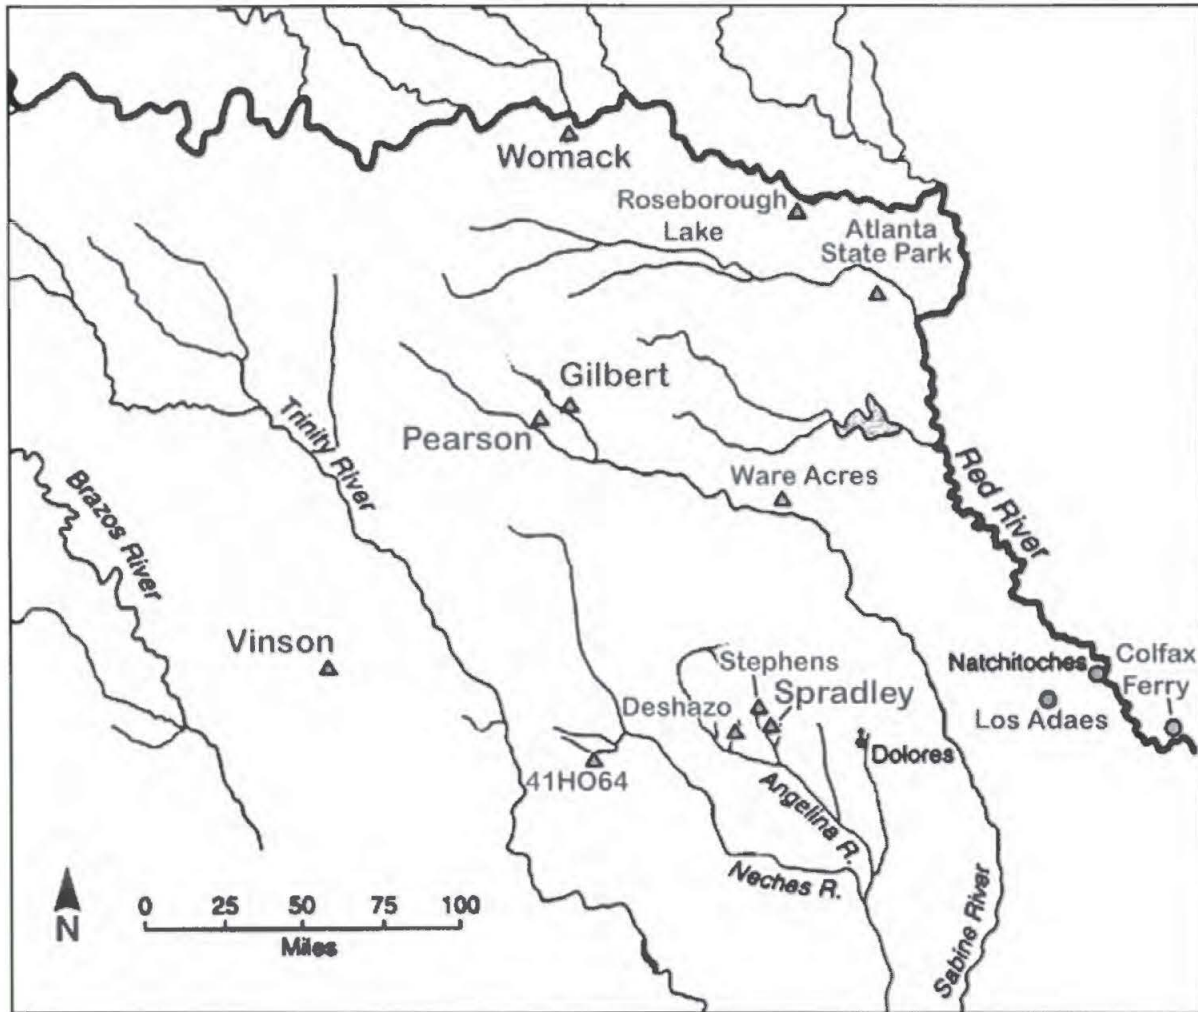 Womack
Roseborough
Lake
Atlanta
State Park
Gilbert
Pearson
Trinity River
Ware Acres
Red River
Brazos River
Vinson
Stephens
Spradley
Deshazo
Natchitoches
Colfax
Ferry
Los Adaes
Dolores
41HO64
Angelina R.
Neches R.
Sabine River
N
0 25 50 75 100
Miles